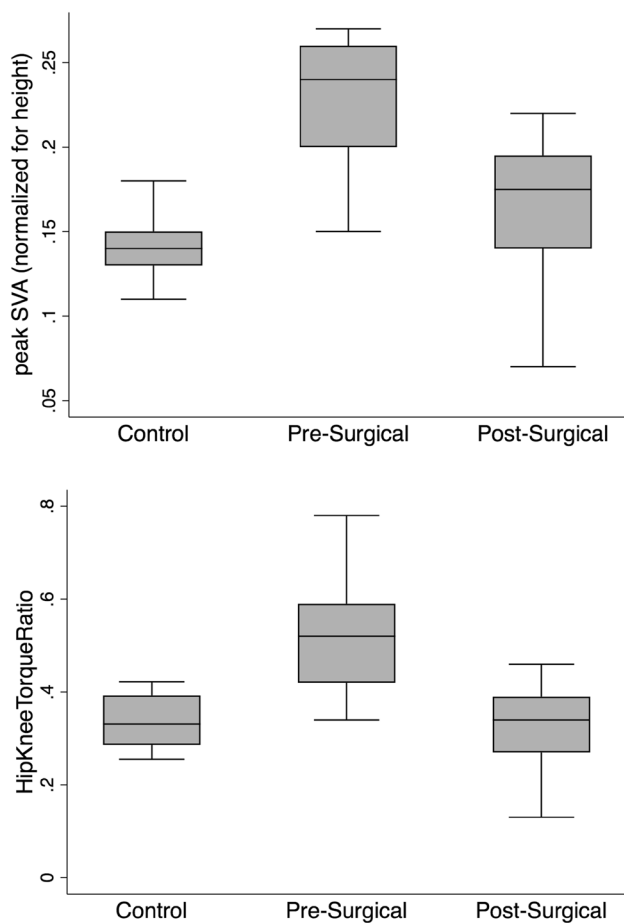 peak SVA (normalized for height)
.25
.2
.15
.1
.05
Control Pre-Surgical Post-Surgical
HipKneeTorqueRatio
.8
.6
.4
.2
0
Control Pre-Surgical Post-Surgical